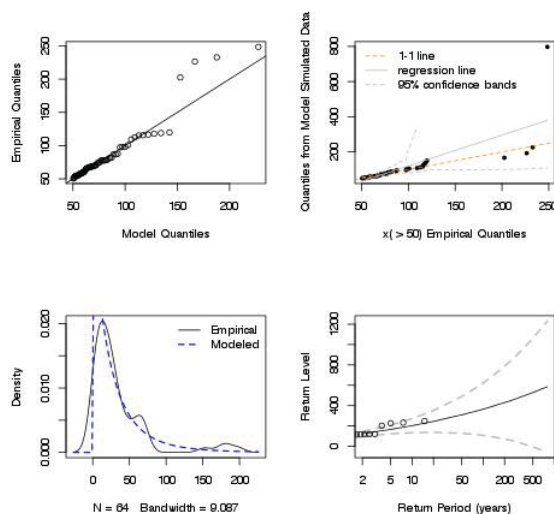 Empirical Quantiles
50 100 150 200 250
50 100 150 200
Model Quantiles
Quantiles from Model Simulated Data
200 400 600 800
1-1 line
regression line
95% confidence bands
50 100 150 200 250
x( > 50) Empirical Quantiles
Density
0.000 0.010 0.020
Empirical
Modeled
0 50 100 150 200
N = 64 Bandwidth = 9.087
Return Level
0 400 800 1200
2 5 10 50 200 500
Return Period (years)